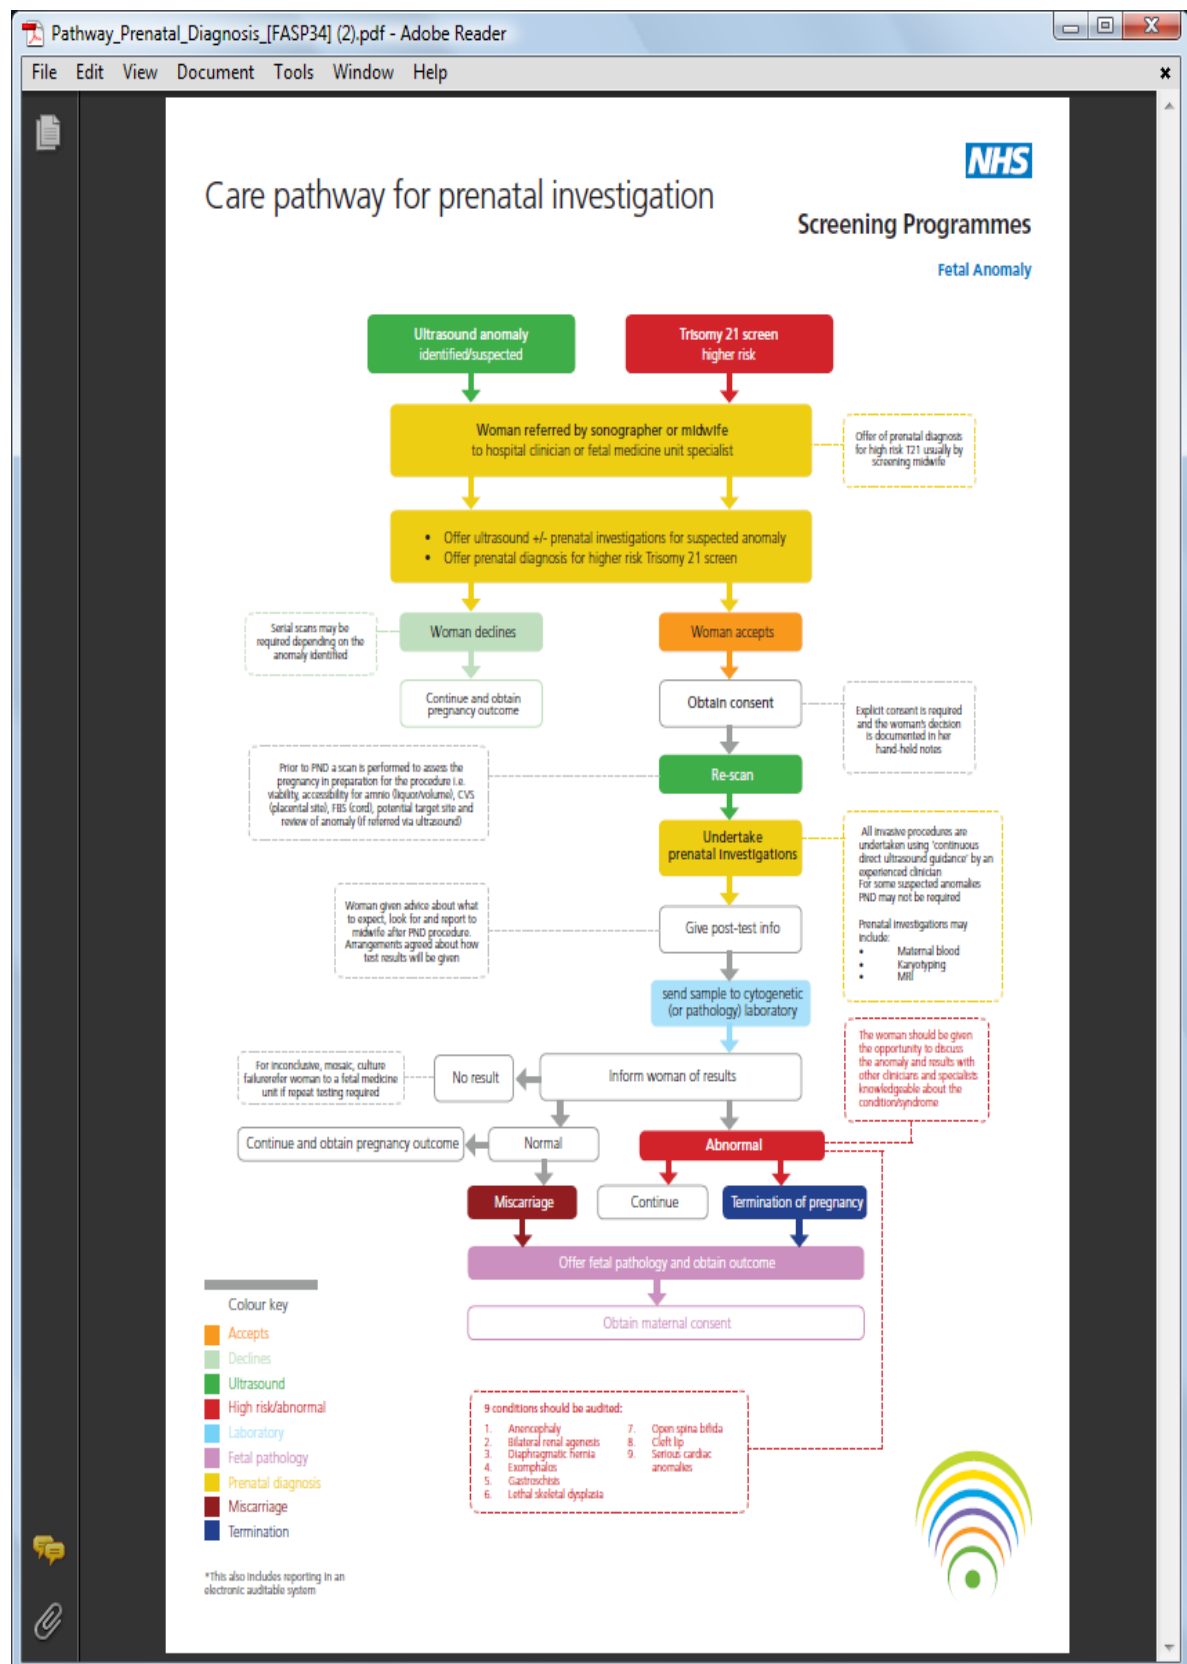 Pathway_Prenatal_Diagnosis_[FASP34] (2).pdf - Adobe Reader
File Edit View Document Tools Window Help
NHS
Care pathway for prenatal investigation
Screening Programmes
Fetal Anomaly
Ultrasound anomaly
identified/suspected
Trisomy 21 screen
higher risk
Woman referred by sonographer or midwife
to hospital clinician or fetal medicine unit specialist
Offer of prenatal diagnosis
for high risk T21 usually by
screening midwife
• Offer ultrasound +/- prenatal investigations for suspected anomaly
• Offer prenatal diagnosis for higher risk Trisomy 21 screen
Serial scans may be
required depending on the
anomaly identified
Woman declines
Woman accepts
Continue and obtain
pregnancy outcome
Obtain consent
Explicit consent is required
and the woman's decision
is documented in her
hand-held notes
Prior to PND a scan is performed to assess the
pregnancy in preparation for the procedure i.e.
viability, accessibility for amnio (liquor/volume), CVS
(placental site), FBS (cord), potential target site and
review of anomaly (if referred via ultrasound)
Re-scan
Undertake
prenatal investigations
All invasive procedures are
undertaken using 'continuous
direct ultrasound guidance' by an
experienced clinician
For some suspected anomalies
PND may not be required
Prenatal investigations may
include:
• Maternal blood
• Karyotyping
• MRI
Woman given advice about what
to expect, look for and report to
midwife after PND procedure.
Arrangements agreed about how
test results will be given
Give post-test info
send sample to cytogenetic
(or pathology) laboratory
The woman should be given
the opportunity to discuss
the anomaly and results with
other clinicians and specialists
knowledgeable about the
condition/syndrome
For inconclusive, mosaic, culture
failurerefer woman to a fetal medicine
unit if repeat testing required
No result
Inform woman of results
Continue and obtain pregnancy outcome
Normal
Abnormal
Miscarriage
Continue
Termination of pregnancy
Offer fetal pathology and obtain outcome
Obtain maternal consent
Colour key
Accepts
Declines
Ultrasound
High risk/abnormal
Laboratory
Fetal pathology
Prenatal diagnosis
Miscarriage
Termination
9 conditions should be audited:
1. Anencephaly
2. Bilateral renal agenesis
3. Diaphragmatic hernia
4. Exomphalos
5. Gastroschisis
6. Lethal skeletal dysplasia
7. Open spina bifida
8. Cleft lip
9. Serious cardiac
anomalies
*This also includes reporting in an
electronic auditable system